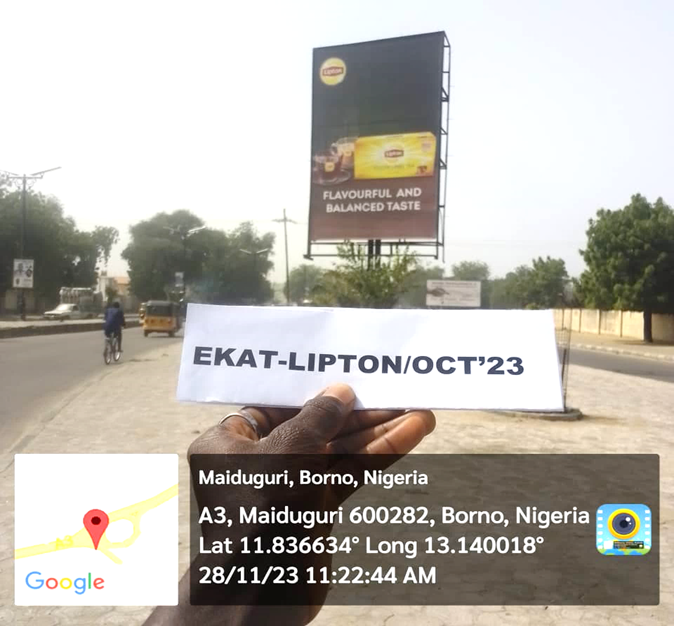 Lipton
Lipton
FLAVOURFUL AND
BALANCED TASTE
EKAT-LIPTON/OCT'23
Maiduguri, Borno, Nigeria
A3, Maiduguri 600282, Borno, Nigeria
Lat 11.836634° Long 13.140018°
28/11/23 11:22:44 AM
A3
Google